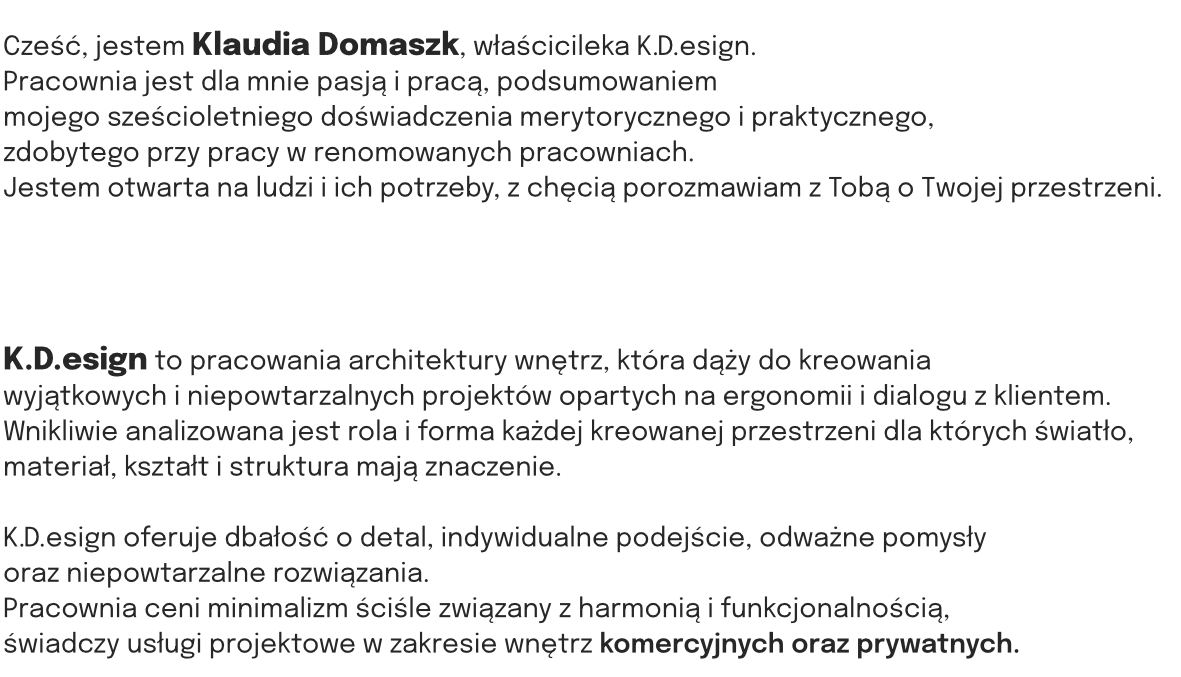 Cześć, jestem Klaudia Domaszk, właścicileka K.D.esign.
Pracownia jest dla mnie pasją i pracą, podsumowaniem
mojego sześcioletniego doświadczenia merytorycznego i praktycznego,
zdobytego przy pracy w renomowanych pracowniach.
Jestem otwarta na ludzi i ich potrzeby, z chęcią porozmawiam z Tobą o Twojej przestrzeni.
K.D.esign to pracowania architektury wnętrz, która dąży do kreowania
wyjątkowych i niepowtarzalnych projektów opartych na ergonomii i dialogu z klientem.
Wnikliwie analizowana jest rola i forma każdej kreowanej przestrzeni dla których światło,
materiał, kształt i struktura mają znaczenie.
K.D.esign oferuje dbałość o detal, indywidualne podejście, odważne pomysły
oraz niepowtarzalne rozwiązania.
Pracownia ceni minimalizm ściśle związany z harmonią i funkcjonalnością,
świadczy usługi projektowe w zakresie wnętrz komercyjnych oraz prywatnych.